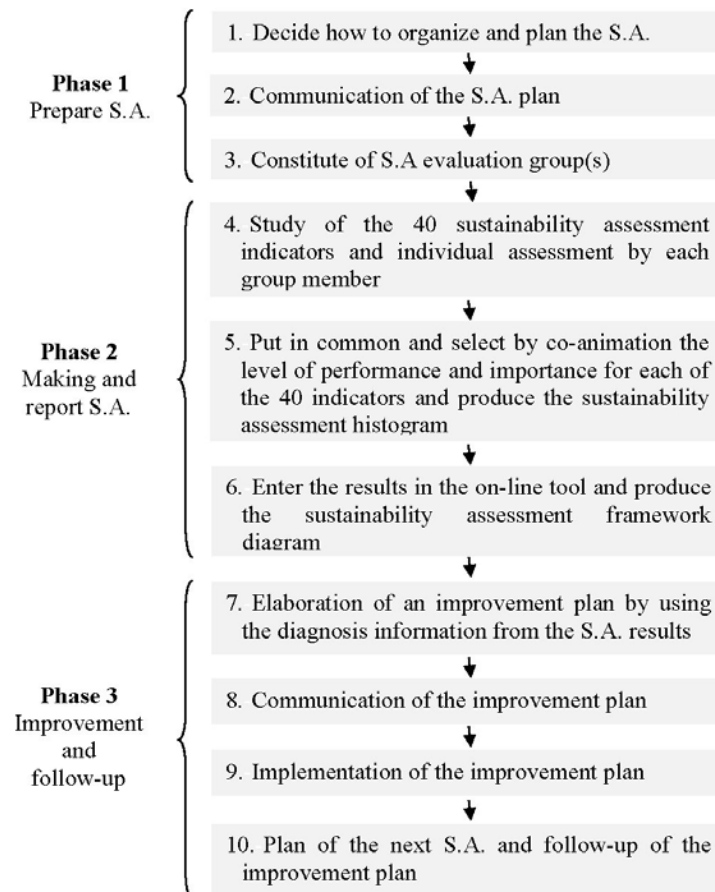 1. Decide how to organize and plan the S.A.
Phase 1
Prepare S.A.
2. Communication of the S.A. plan
3. Constitute of S.A evaluation group(s)
4. Study of the 40 sustainability assessment
indicators and individual assessment by each
group member
Phase 2
Making and
report S.A.
5. Put in common and select by co-animation the
level of performance and importance for each of
the 40 indicators and produce the sustainability
assessment histogram
6. Enter the results in the on-line tool and produce
the sustainability assessment framework
diagram
7. Elaboration of an improvement plan by using
the diagnosis information from the S.A. results
Phase 3
Improvement
and
follow-up
8. Communication of the improvement plan
9. Implementation of the improvement plan
10. Plan of the next S.A. and follow-up of the
improvement plan